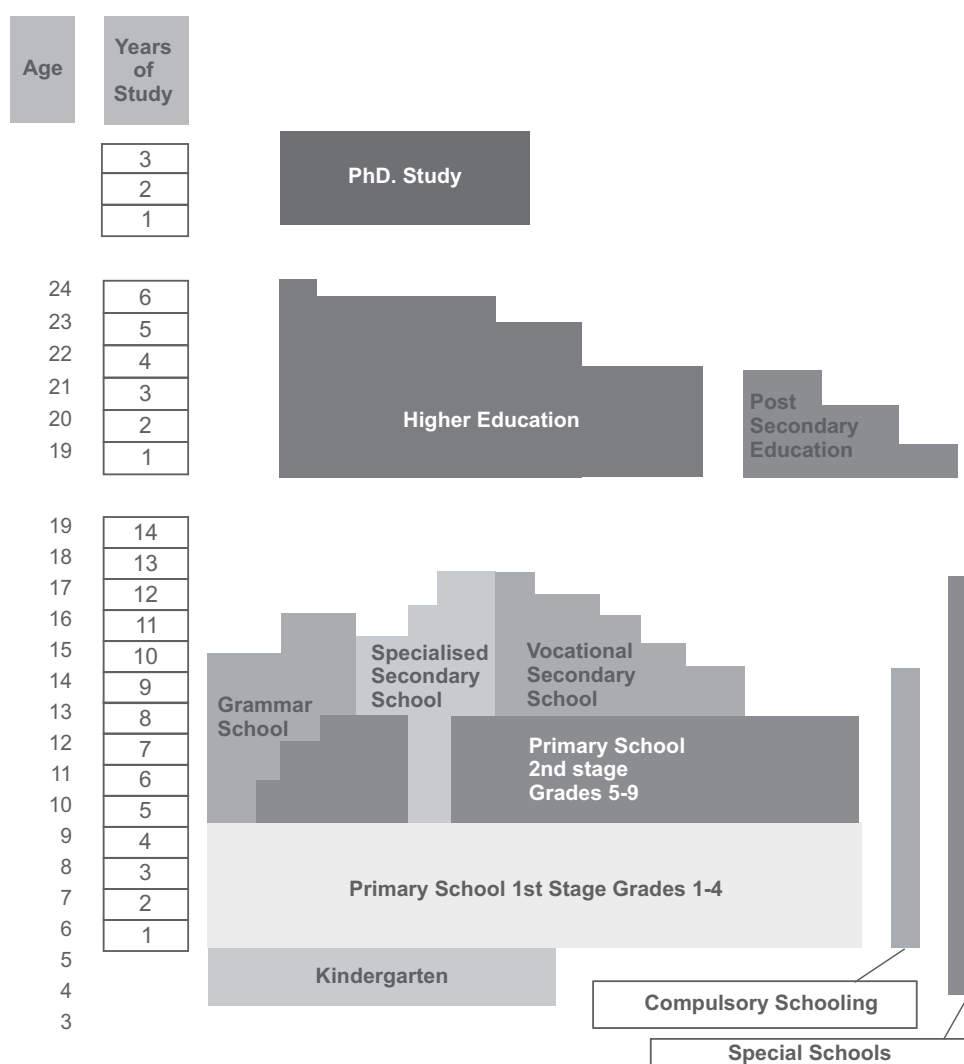 Age
Years
of
Study
3
2
1
PhD. Study
24
23
22
21
20
19
6
5
4
3
2
1
Higher Education
Post
Secondary
Education
19
18
17
16
15
14
13
12
11
10
9
8
7
6
5
4
3
14
13
12
11
10
9
8
7
6
5
4
3
2
1
Grammar
School
Specialised
Secondary
School
Vocational
Secondary
School
Primary School
2nd stage
Grades 5-9
Primary School 1st Stage Grades 1-4
Kindergarten
Compulsory Schooling
Special Schools